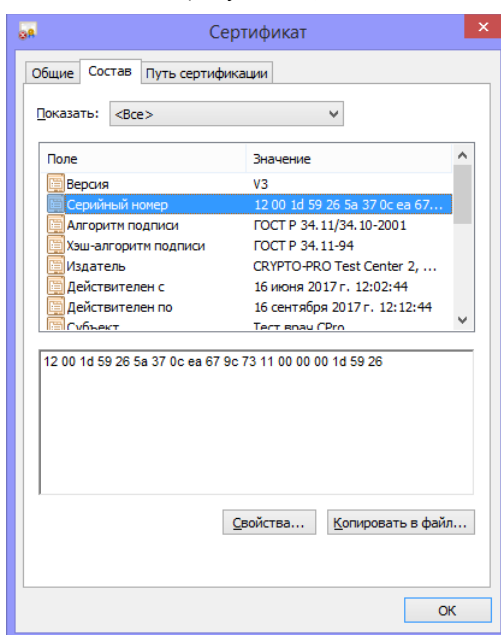 Сертификат
Общие Состав Путь сертификации
Показать: <Все>
Поле Значение
Версия V3
Серийный номер 12 00 1d 59 26 5a 37 0c ea 67...
Алгоритм подписи ГОСТ Р 34.11/34.10-2001
Хэш-алгоритм подписи ГОСТ Р 34.11-94
Издатель CRYPTO-PRO Test Center 2, ...
Действителен с 16 июня 2017 г. 12:02:44
Действителен по 16 сентября 2017 г. 12:12:44
Субъект Тест врач CPro
12 00 1d 59 26 5a 37 0c ea 67 9c 73 11 00 00 00 1d 59 26
Свойства... Копировать в файл...
ОК